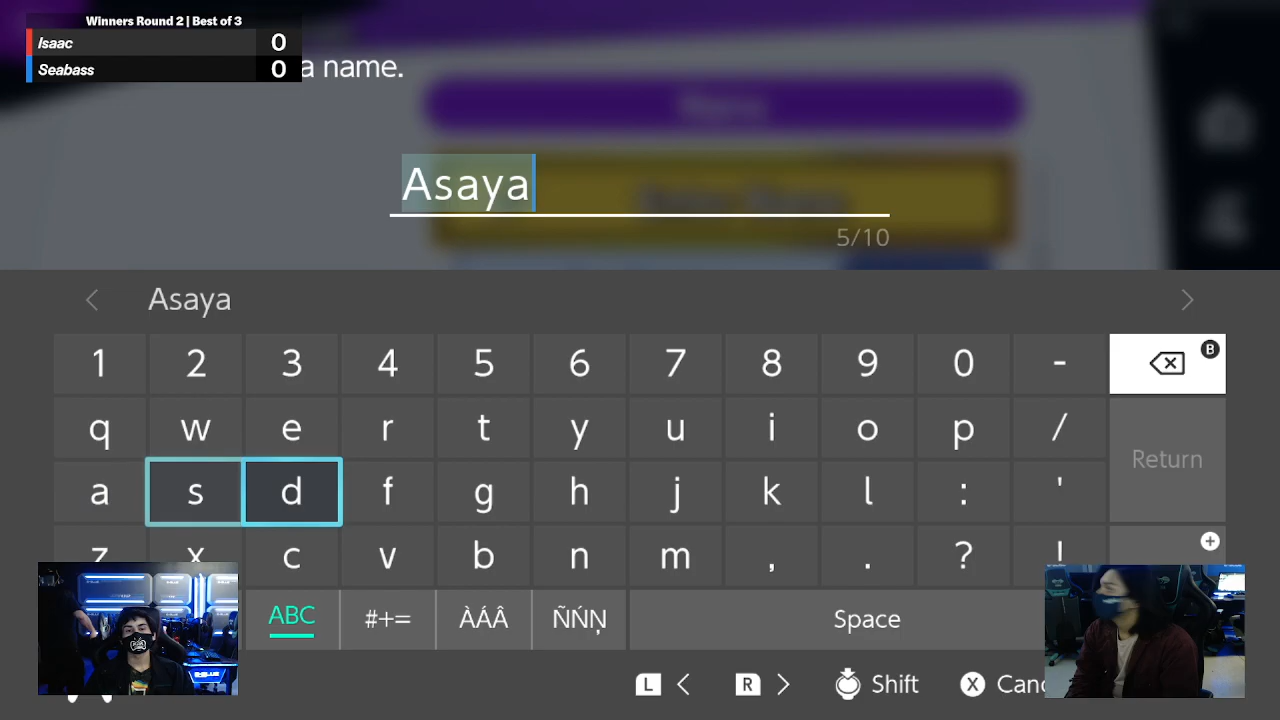 Winners Round 2 | Best of 3
Isaac 0
Seabass 0
a name.
Asaya
5/10
Asaya
1 2 3 4 5 6 7 8 9 0 -
B
q w e r t y u i o p /
Return
a s d f g h j k l : '
z x c v b n m , . ? !
+
ABC #+= ÀÁÂ ÑŃŅ Space
L < R > Shift X Canc